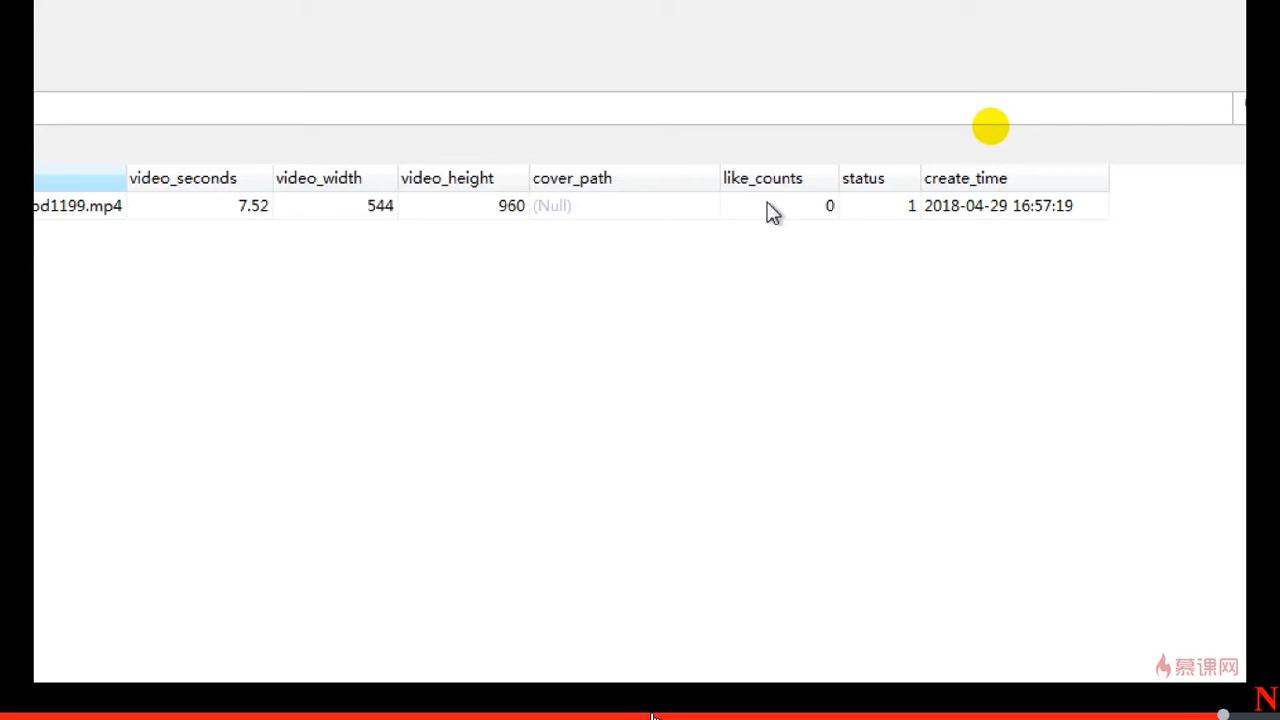 video_seconds video_width video_height cover_path like_counts status create_time
od1199.mp4 7.52 544 960 (Null) 0 1 2018-04-29 16:57:19
慕课网
N